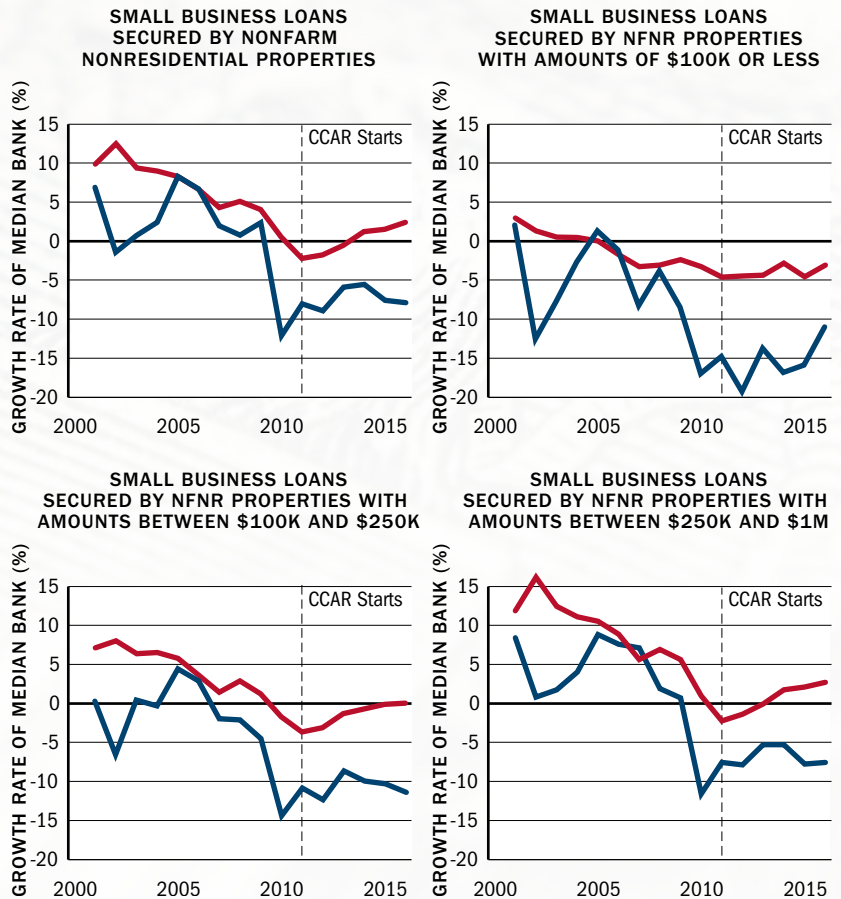 SMALL BUSINESS LOANS
SECURED BY NONFARM
NONRESIDENTIAL PROPERTIES
GROWTH RATE OF MEDIAN BANK (%)
15
10
5
0
-5
-10
-15
-20
CCAR Starts
2000 2005 2010 2015
SMALL BUSINESS LOANS
SECURED BY NFNR PROPERTIES
WITH AMOUNTS OF $100K OR LESS
GROWTH RATE OF MEDIAN BANK (%)
15
10
5
0
-5
-10
-15
-20
CCAR Starts
2000 2005 2010 2015
SMALL BUSINESS LOANS
SECURED BY NFNR PROPERTIES WITH
AMOUNTS BETWEEN $100K AND $250K
GROWTH RATE OF MEDIAN BANK (%)
15
10
5
0
-5
-10
-15
-20
CCAR Starts
2000 2005 2010 2015
SMALL BUSINESS LOANS
SECURED BY NFNR PROPERTIES WITH
AMOUNTS BETWEEN $250K AND $1M
GROWTH RATE OF MEDIAN BANK (%)
15
10
5
0
-5
-10
-15
-20
CCAR Starts
2000 2005 2010 2015